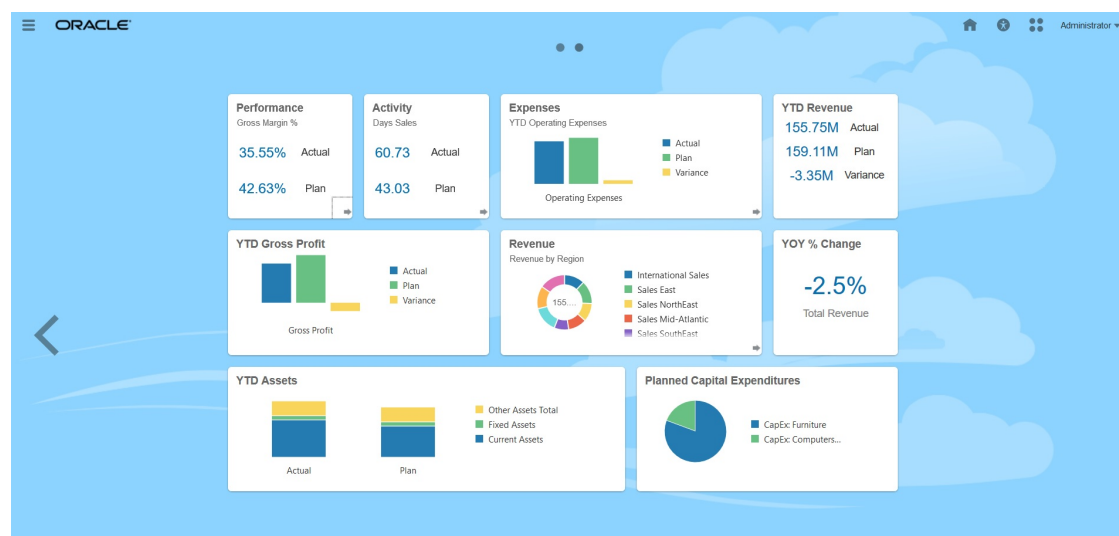 ORACLE
Administrator
Performance
Gross Margin %
35.55% Actual
42.63% Plan
Activity
Days Sales
60.73 Actual
43.03 Plan
Expenses
YTD Operating Expenses
Actual
Plan
Variance
Operating Expenses
YTD Revenue
155.75M Actual
159.11M Plan
-3.35M Variance
YTD Gross Profit
Actual
Plan
Variance
Gross Profit
Revenue
Revenue by Region
155....
International Sales
Sales East
Sales NorthEast
Sales Mid-Atlantic
Sales SouthEast
YOY % Change
-2.5%
Total Revenue
YTD Assets
Other Assets Total
Fixed Assets
Current Assets
Actual Plan
Planned Capital Expenditures
CapEx: Furniture
CapEx: Computers...